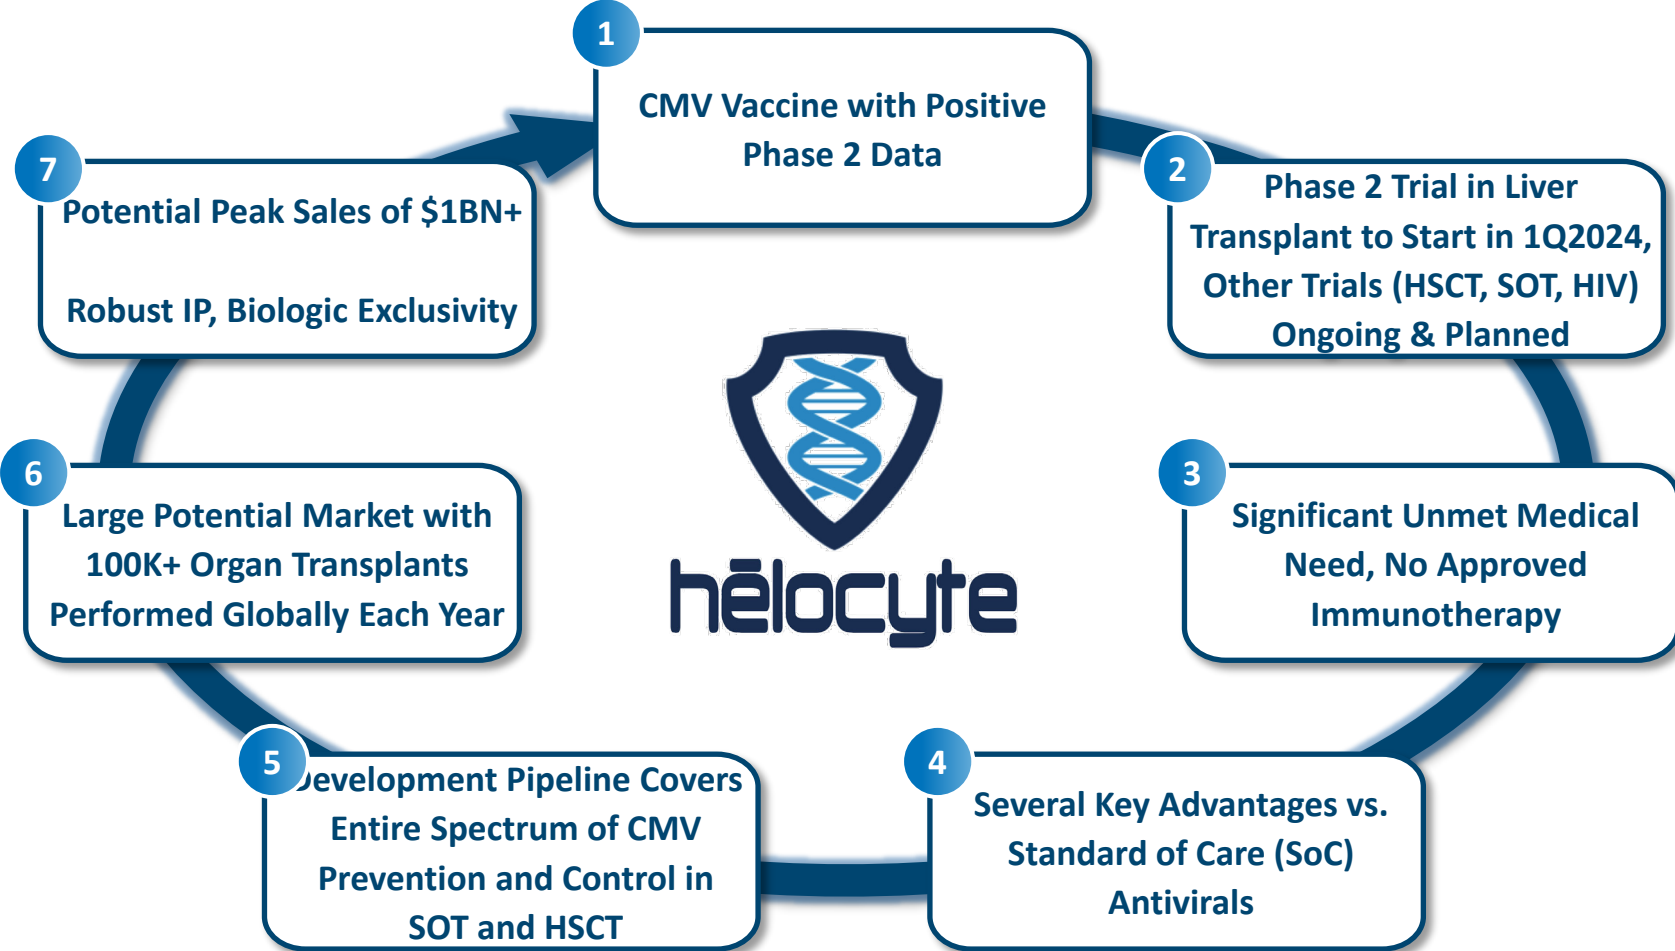 1
CMV Vaccine with Positive
Phase 2 Data
2
Phase 2 Trial in Liver
Transplant to Start in 1Q2024,
Other Trials (HSCT, SOT, HIV)
Ongoing & Planned
3
Significant Unmet Medical
Need, No Approved
Immunotherapy
4
Several Key Advantages vs.
Standard of Care (SoC)
Antivirals
5
Development Pipeline Covers
Entire Spectrum of CMV
Prevention and Control in
SOT and HSCT
6
Large Potential Market with
100K+ Organ Transplants
Performed Globally Each Year
7
Potential Peak Sales of $1BN+
Robust IP, Biologic Exclusivity
hēlocyte